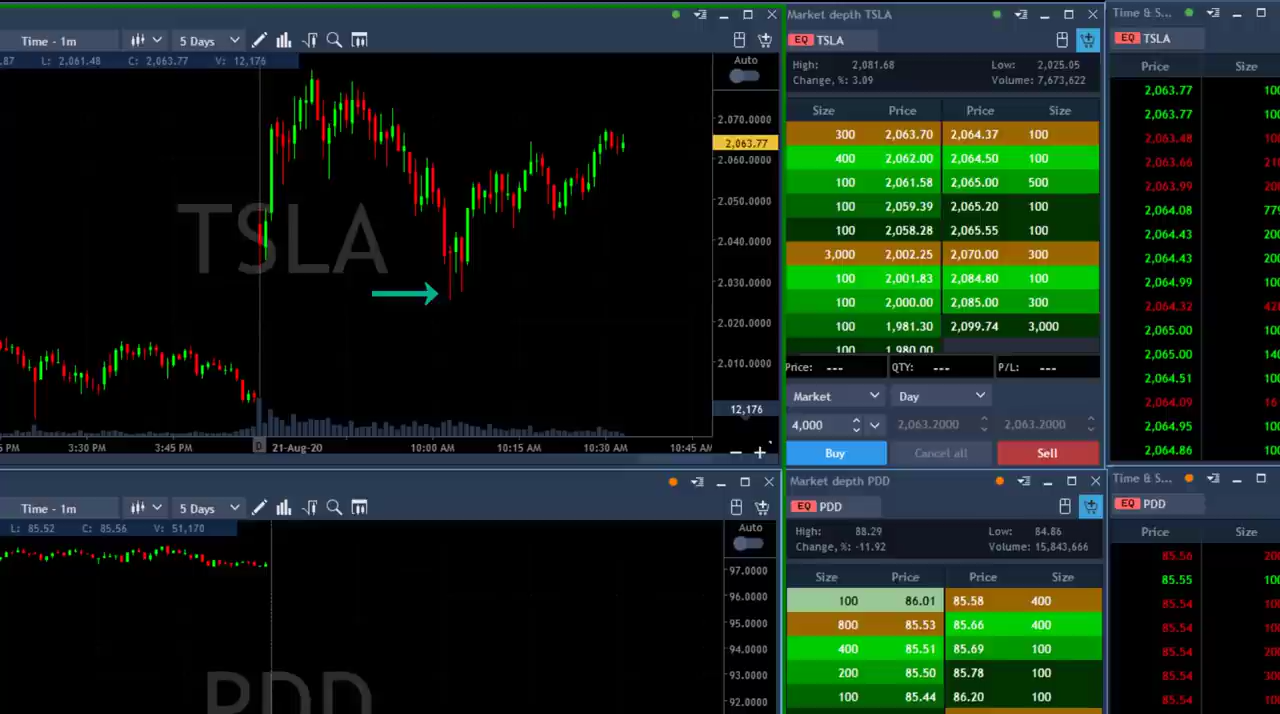 Time - 1m 5 Days
.87 L: 2,061.48 C: 2,063.77 V: 12,176
Auto
2.070.0000
2,063.77
2.060.0000
2.050.0000
2.040.0000
2.030.0000
2.020.0000
2.010.0000
12,176
TSLA
3:30 PM 3:45 PM D 21-Aug-20 10:00 AM 10:15 AM 10:30 AM 10:45 AM
Market depth TSLA
EQ TSLA
High: 2,081.68 Low: 2,025.05
Change, %: 3.09 Volume: 7,673,622
Size Price Price Size
300 2,063.70 2,064.37 100
400 2,062.00 2,064.50 100
100 2,061.58 2,065.00 500
100 2,059.39 2,065.20 100
100 2,058.28 2,065.55 100
3,000 2,002.25 2,070.00 300
100 2,001.83 2,084.80 100
100 2,000.00 2,085.00 300
100 1,981.30 2,099.74 3,000
100 1,980.00
Price: --- QTY: --- P/L: ---
Market Day
4,000 2,063.2000 2,063.2000
Buy Cancel all Sell
Time & S...
EQ TSLA
Price Size
2,063.77
2,063.77
2,063.48
2,063.66
2,063.99
2,064.08
2,064.43
2,064.43
2,064.99
2,064.32
2,065.00
2,065.00
2,064.51
2,064.09
2,064.95
2,064.86
Time - 1m 5 Days
L: 85.52 C: 85.56 V: 51,170
Auto
97.0000
96.0000
95.0000
94.0000
93.0000
92.0000
PDD
Market depth PDD
EQ PDD
High: 88.29 Low: 84.86
Change, %: -11.92 Volume: 15,843,666
Size Price Price Size
100 86.01 85.58 400
800 85.53 85.66 400
400 85.51 85.69 100
200 85.50 85.78 100
100 85.44 86.20 100
Time & S...
EQ PDD
Price Size
85.56
85.55
85.54
85.54
85.54
85.54
85.54